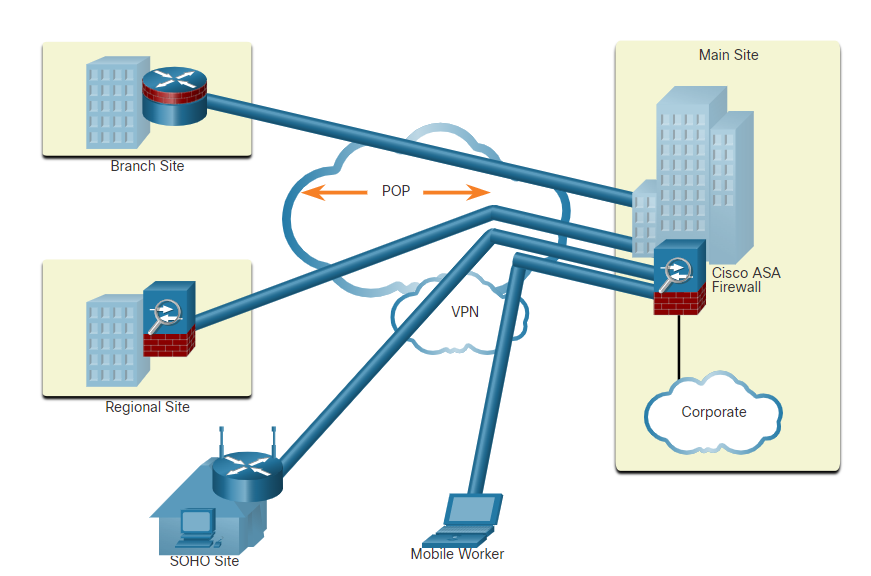 Main Site
Branch Site
POP
Cisco ASA
Firewall
VPN
Regional Site
Corporate
SOHO Site
Mobile Worker